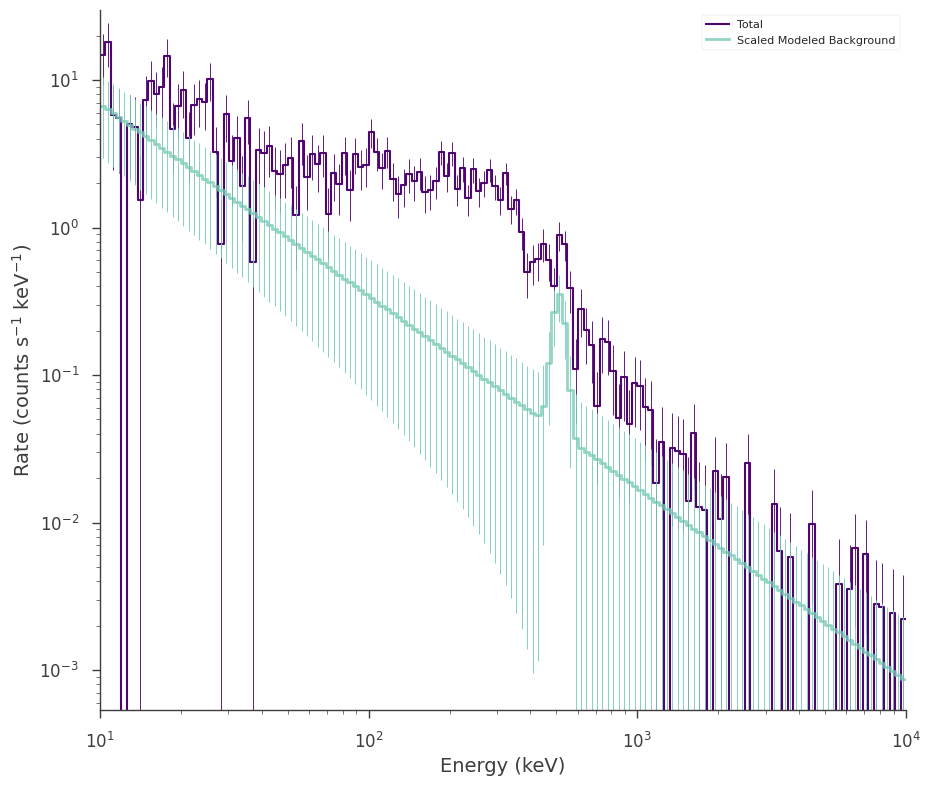 Total
Scaled Modeled Background
Rate (counts s⁻¹ keV⁻¹)
10¹
10⁰
10⁻¹
10⁻²
10⁻³
10¹ 10² 10³ 10⁴
Energy (keV)